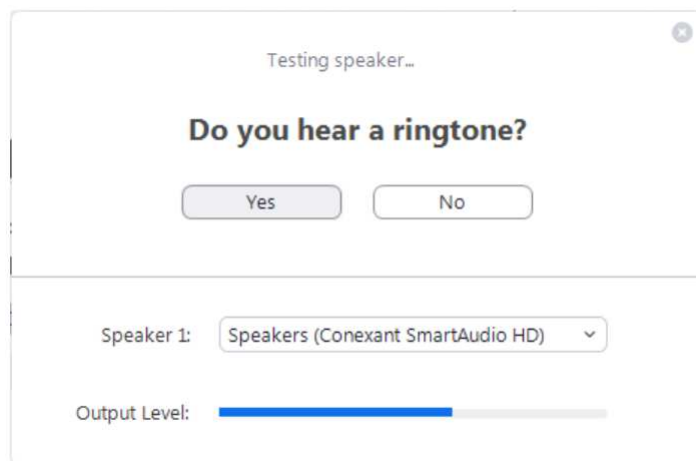 Testing speaker...
Do you hear a ringtone?
Yes No
Speaker 1: Speakers (Conexant SmartAudio HD)
Output Level: